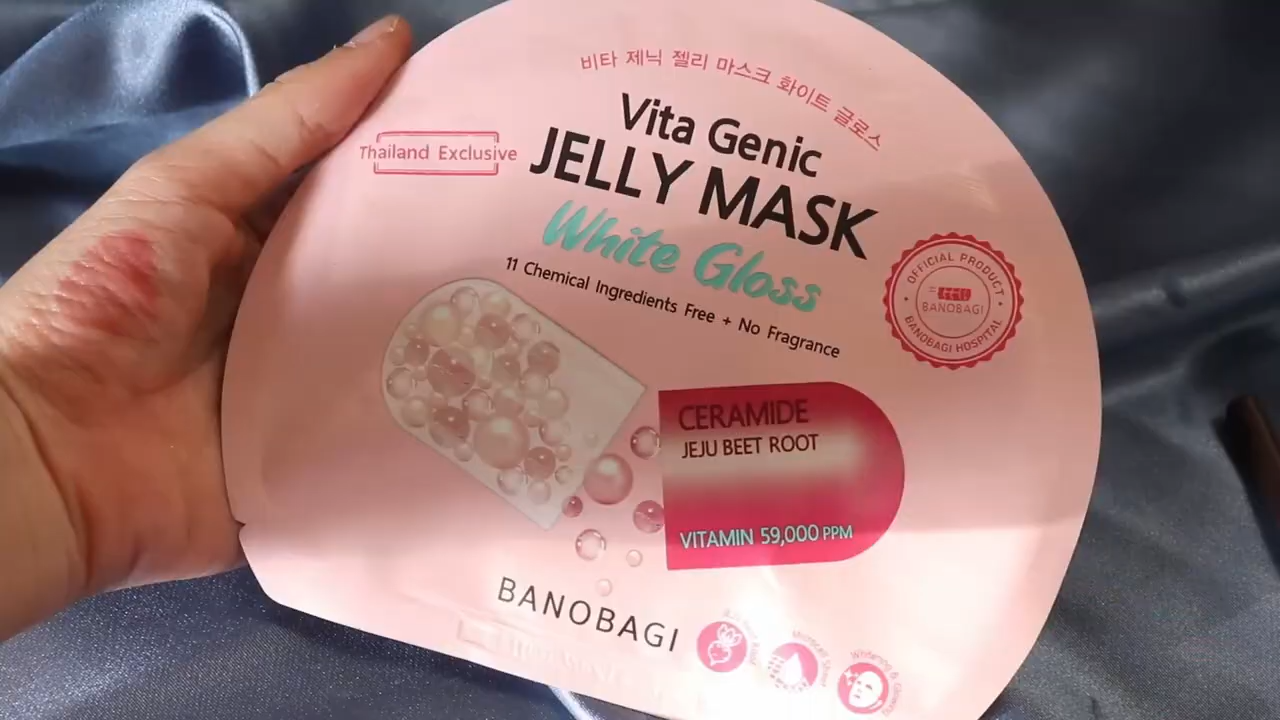 비타 제닉 젤리 마스크 화이트 글로스
Vita Genic
JELLY MASK
White Gloss
11 Chemical Ingredients Free + No Fragrance
Thailand Exclusive
OFFICIAL PRODUCT
BANOBAGI
BANOBAGI HOSPITAL
CERAMIDE
JEJU BEET ROOT
VITAMIN 59,000 PPM
BANOBAGI
Whitening &